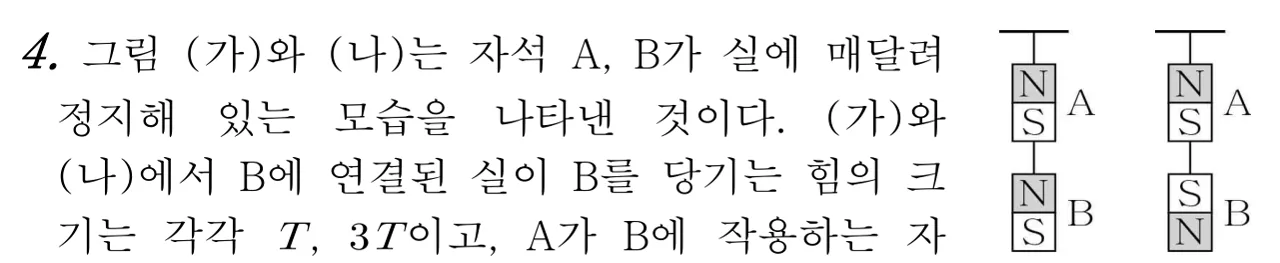 4. 그림 (가)와 (나)는 자석 A, B가 실에 매달려
정지해 있는 모습을 나타낸 것이다. (가)와
(나)에서 B에 연결된 실이 B를 당기는 힘의 크
기는 각각 T, 3T이고, A가 B에 작용하는 자
N
S
A
N
S
B
N
S
A
S
N
B